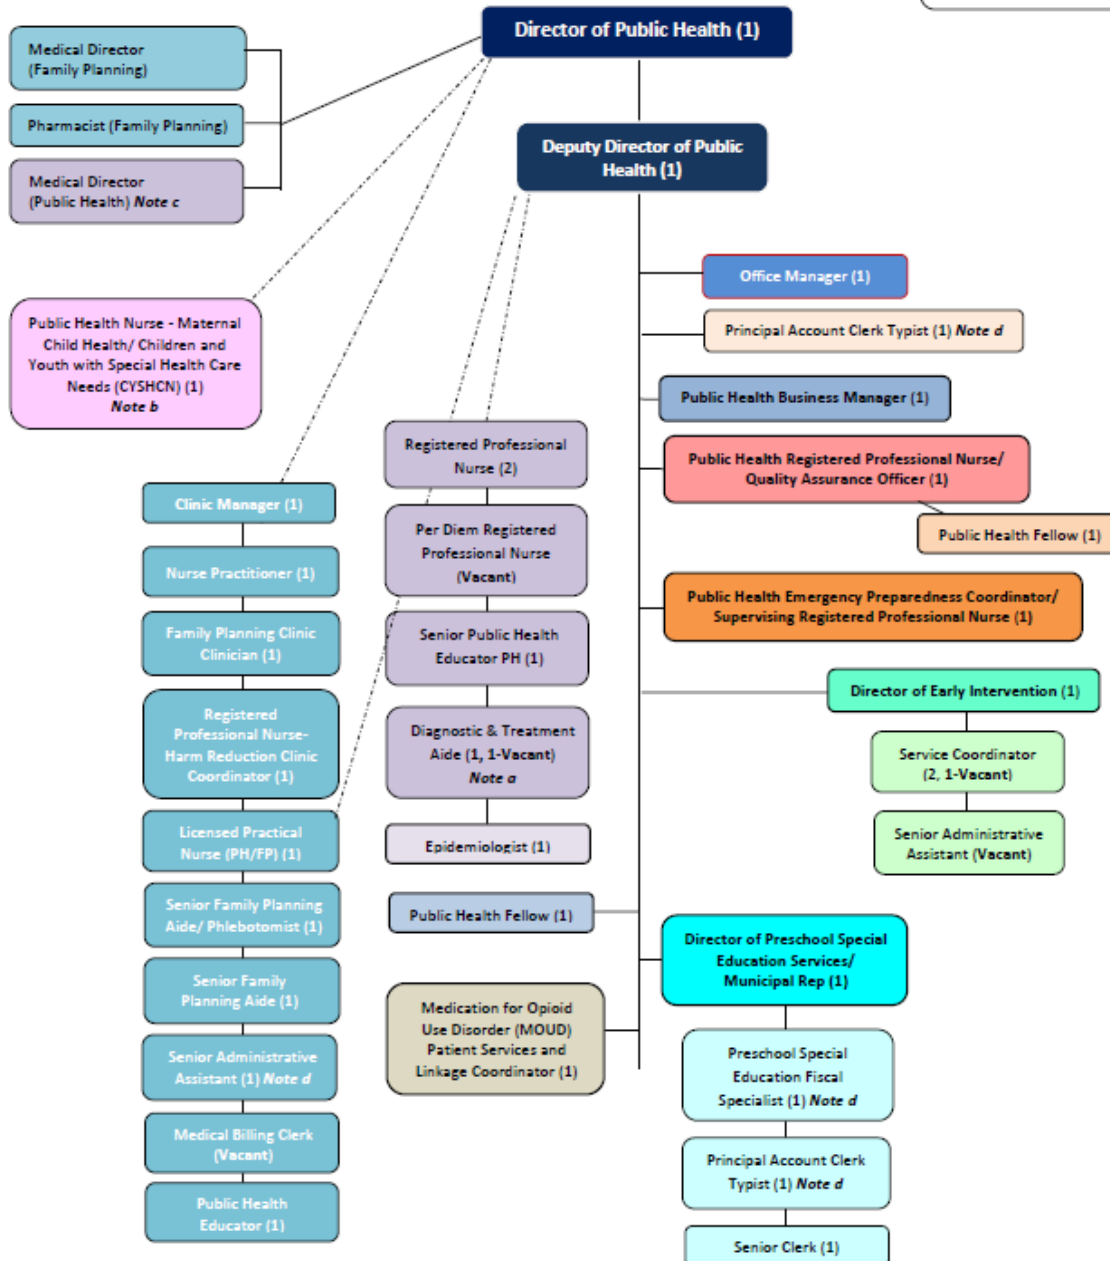 Director of Public Health (1)
Medical Director
(Family Planning)
Pharmacist (Family Planning)
Medical Director
(Public Health) Note c
Deputy Director of Public
Health (1)
Office Manager (1)
Principal Account Clerk Typist (1) Note d
Public Health Business Manager (1)
Public Health Registered Professional Nurse/
Quality Assurance Officer (1)
Public Health Fellow (1)
Public Health Emergency Preparedness Coordinator/
Supervising Registered Professional Nurse (1)
Director of Early Intervention (1)
Service Coordinator
(2, 1-Vacant)
Senior Administrative
Assistant (Vacant)
Public Health Nurse - Maternal
Child Health/ Children and
Youth with Special Health Care
Needs (CYSHCN) (1)
Note b
Clinic Manager (1)
Nurse Practitioner (1)
Family Planning Clinic
Clinician (1)
Registered
Professional Nurse-
Harm Reduction Clinic
Coordinator (1)
Licensed Practical
Nurse (PH/FP) (1)
Senior Family Planning
Aide/ Phlebotomist (1)
Senior Family
Planning Aide (1)
Senior Administrative
Assistant (1) Note d
Medical Billing Clerk
(Vacant)
Public Health
Educator (1)
Registered Professional
Nurse (2)
Per Diem Registered
Professional Nurse
(Vacant)
Senior Public Health
Educator PH (1)
Diagnostic & Treatment
Aide (1, 1-Vacant)
Note a
Epidemiologist (1)
Public Health Fellow (1)
Medication for Opioid
Use Disorder (MOUD)
Patient Services and
Linkage Coordinator (1)
Director of Preschool Special
Education Services/
Municipal Rep (1)
Preschool Special
Education Fiscal
Specialist (1) Note d
Principal Account Clerk
Typist (1) Note d
Senior Clerk (1)